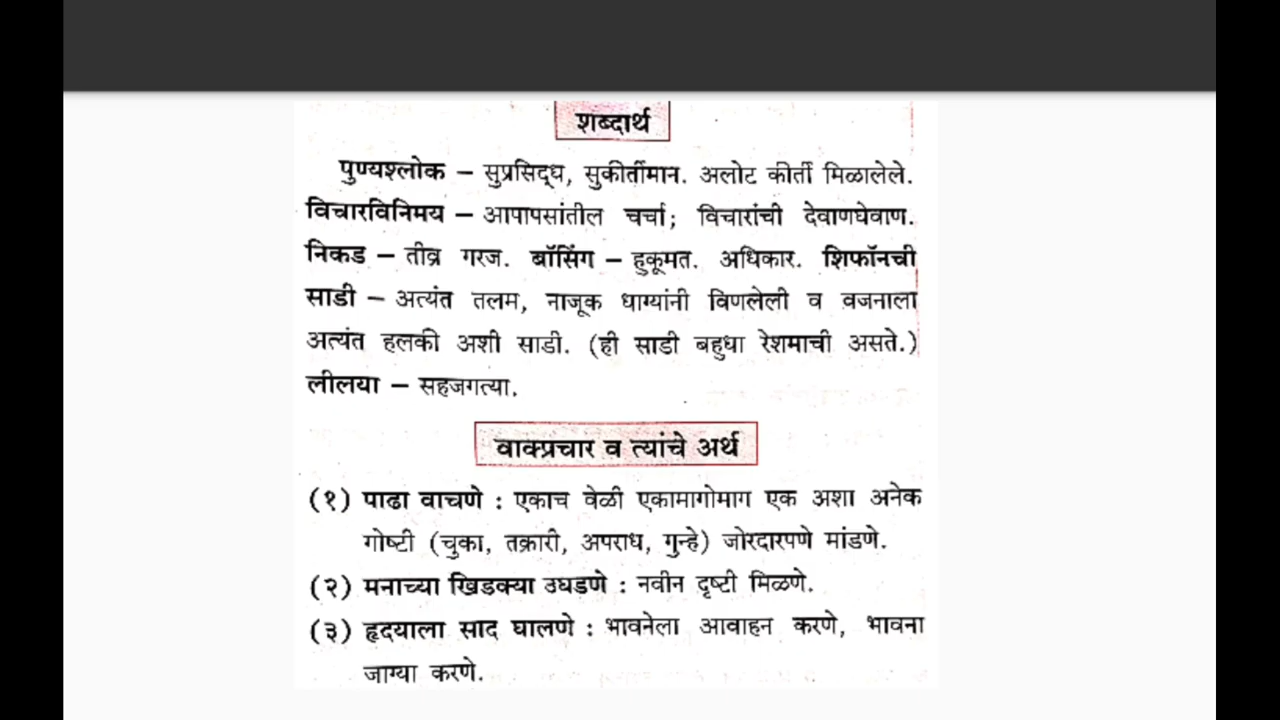 शब्दार्थ
पुण्यश्लोक – सुप्रसिद्ध, सुकीर्तीमान. अलोट कीर्ती मिळालेले.
विचारविनिमय – आपापसांतील चर्चा; विचारांची देवाणघेवाण.
निकड – तीव्र गरज. बॉसिंग – हुकूमत. अधिकार. शिफॉनची
साडी – अत्यंत तलम, नाजूक धाग्यांनी विणलेली व वजनाला
अत्यंत हलकी अशी साडी. (ही साडी बहुधा रेशमाची असते.)
लीलया – सहजगत्या.
वाक्प्रचार व त्यांचे अर्थ
(१) पाढा वाचणे : एकाच वेळी एकामागोमाग एक अशा अनेक
गोष्टी (चुका, तक्रारी, अपराध, गुन्हे) जोरदारपणे मांडणे.
(२) मनाच्या खिडक्या उघडणे : नवीन दृष्टी मिळणे.
(३) हृदयाला साद घालणे : भावनेला आवाहन करणे, भावना
जाग्या करणे.